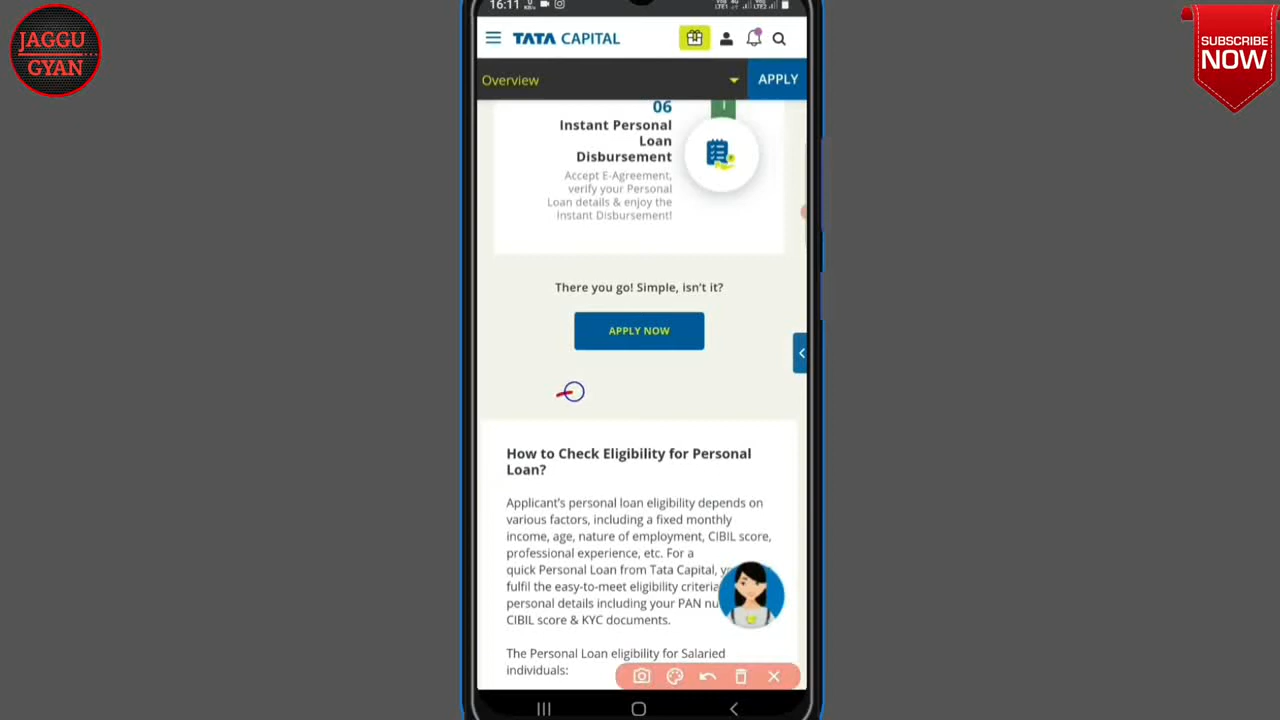 JAGGU
GYAN
SUBSCRIBE
NOW
16:11
TATA CAPITAL
Overview
APPLY
06
Instant Personal
Loan
Disbursement
Accept E-Agreement,
verify your Personal
Loan details & enjoy the
Instant Disbursement!
There you go! Simple, isn't it?
APPLY NOW
How to Check Eligibility for Personal
Loan?
Applicant's personal loan eligibility depends on
various factors, including a fixed monthly
income, age, nature of employment, CIBIL score,
professional experience, etc. For a
quick Personal Loan from Tata Capital,
fulfil the easy-to-meet eligibility criteria
personal details including your PAN
CIBIL score & KYC documents.
The Personal Loan eligibility for Salaried
individuals: